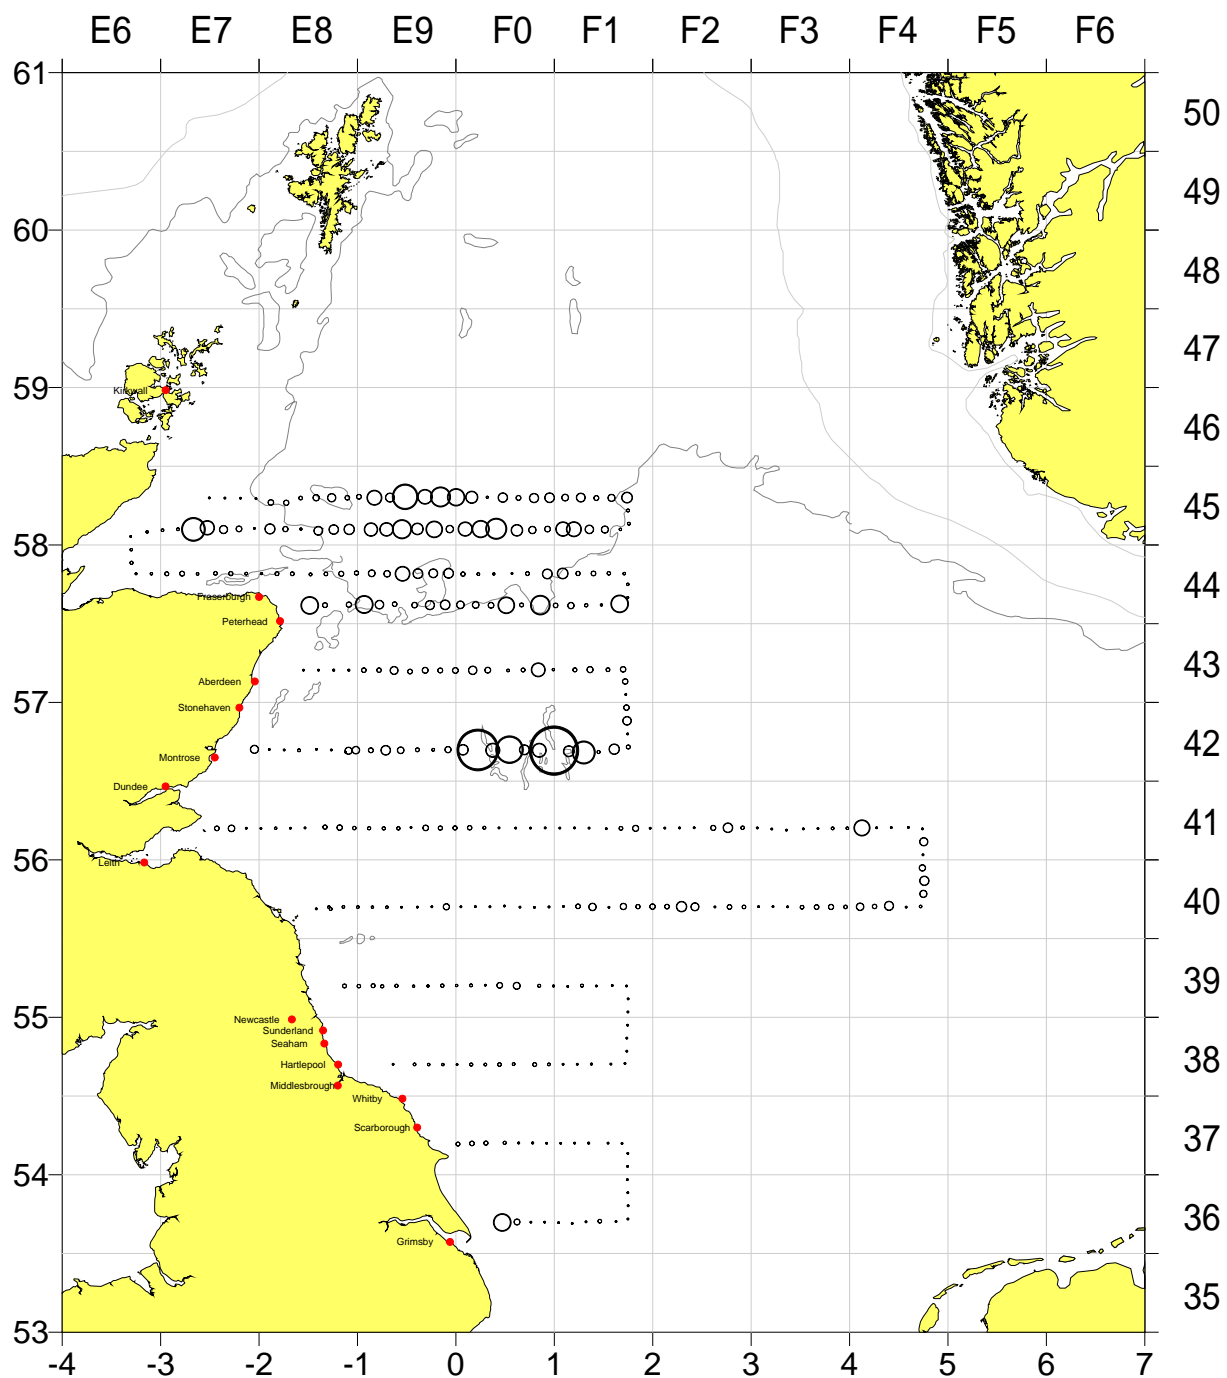 E6 E7 E8 E9 F0 F1 F2 F3 F4 F5 F6
61
50
49
60
48
47
59
Kirkwall
46
45
58
44
Fraserburgh
Peterhead
43
Aberdeen
57
Stonehaven
42
Montrose
Dundee
41
56
Leith
40
39
55
Newcastle
Sunderland
Seaham
38
Hartlepool
Middlesbrough
Whitby
Scarborough
37
54
36
Grimsby
35
53
-4 -3 -2 -1 0 1 2 3 4 5 6 7